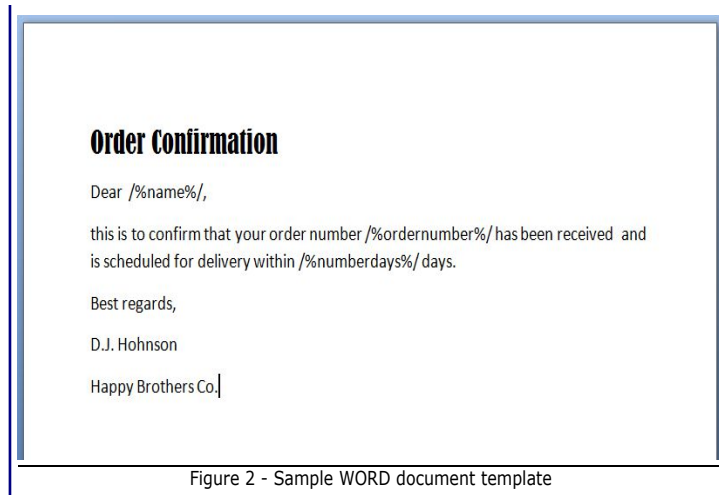 Order Confirmation
Dear /%name%/,
this is to confirm that your order number /%ordernumber%/ has been received and
is scheduled for delivery within /%numberdays%/ days.
Best regards,
D.J. Hohnson
Happy Brothers Co.
Figure 2 - Sample WORD document template